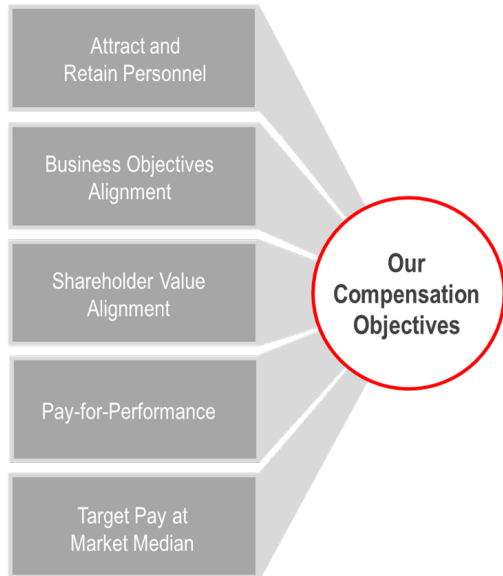 Attract and
Retain Personnel
Business Objectives
Alignment
Shareholder Value
Alignment
Pay-for-Performance
Target Pay at
Market Median
Our
Compensation
Objectives